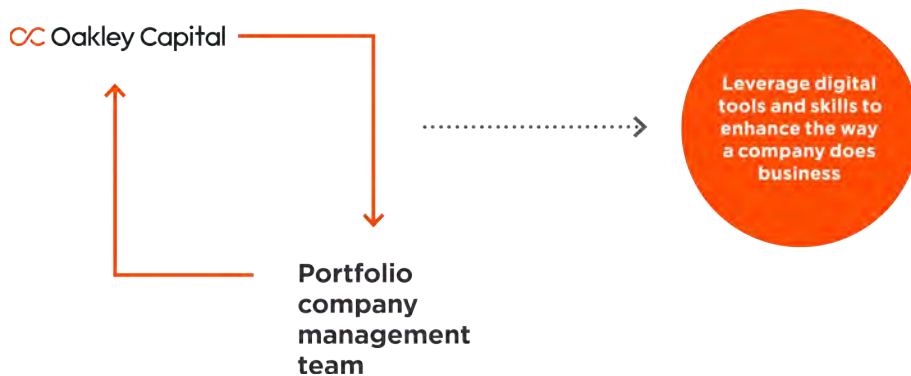 Oakley Capital
Leverage digital
tools and skills to
enhance the way
a company does
business
Portfolio
company
management
team